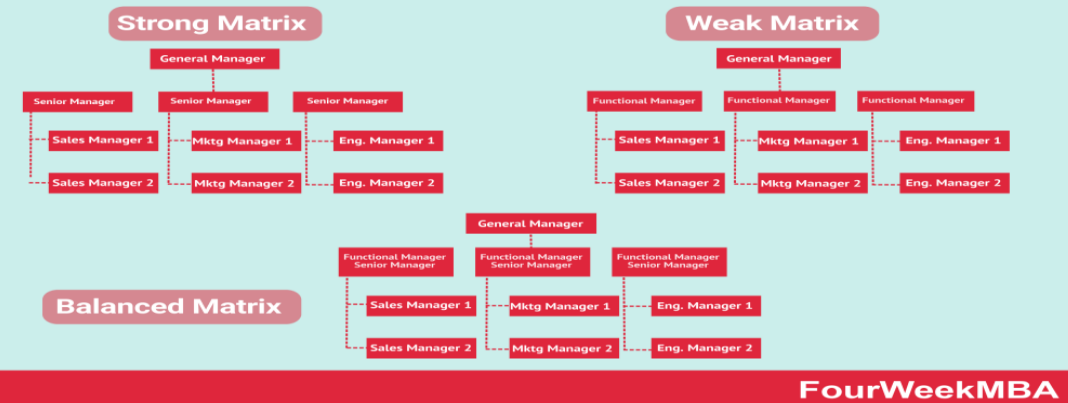 Strong Matrix
General Manager
Senior Manager
Senior Manager
Senior Manager
Sales Manager 1
Mktg Manager 1
Eng. Manager 1
Sales Manager 2
Mktg Manager 2
Eng. Manager 2
Weak Matrix
General Manager
Functional Manager
Functional Manager
Functional Manager
Sales Manager 1
Mktg Manager 1
Eng. Manager 1
Sales Manager 2
Mktg Manager 2
Eng. Manager 2
Balanced Matrix
General Manager
Functional Manager
Senior Manager
Functional Manager
Senior Manager
Functional Manager
Senior Manager
Sales Manager 1
Mktg Manager 1
Eng. Manager 1
Sales Manager 2
Mktg Manager 2
Eng. Manager 2
FourWeekMBA